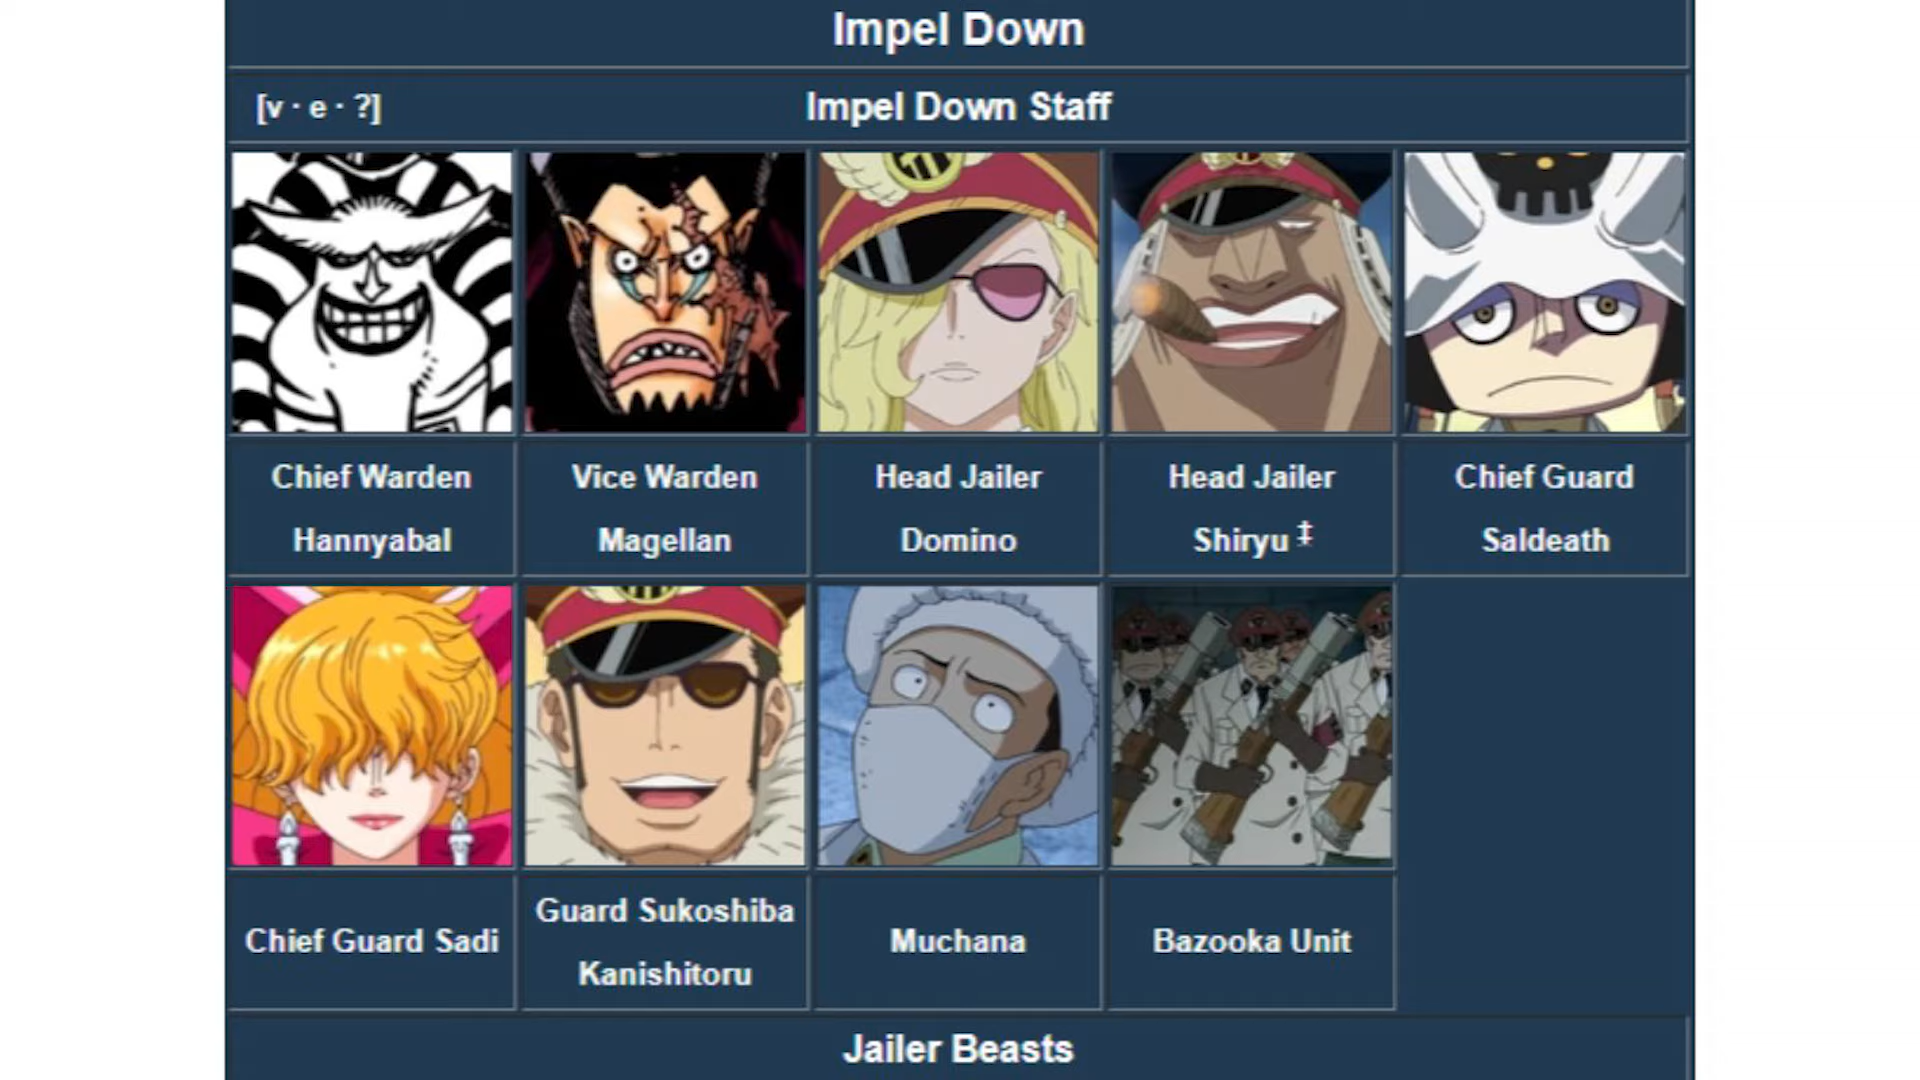 Impel Down
[v · e · ?]
Impel Down Staff
Chief Warden
Hannyabal
Vice Warden
Magellan
Head Jailer
Domino
Head Jailer
Shiryu ‡
Chief Guard
Saldeath
Chief Guard Sadi
Guard Sukoshiba
Kanishitoru
Muchana
Bazooka Unit
Jailer Beasts